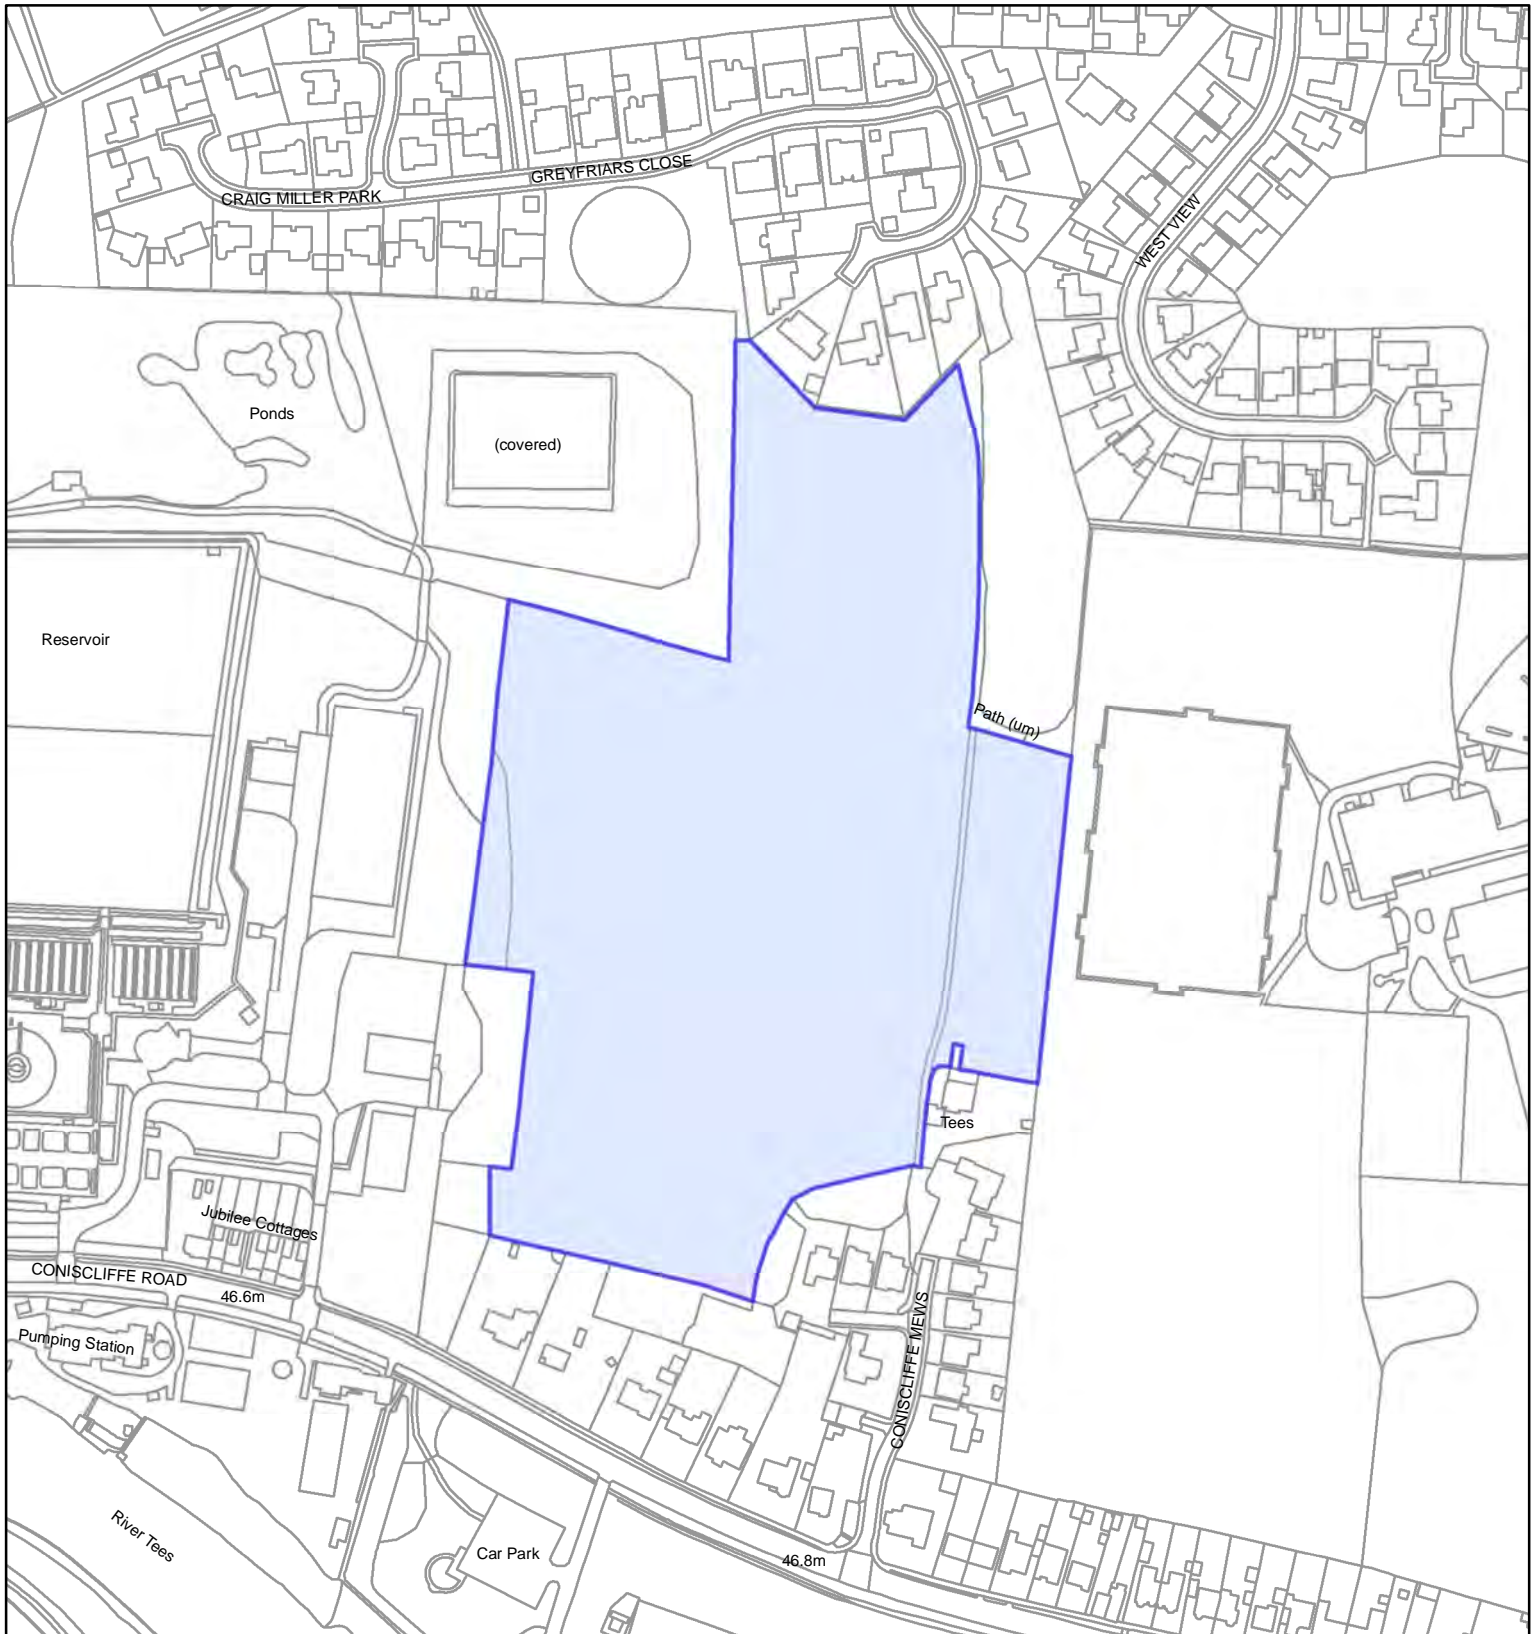 GREYFRIARS CLOSE
CRAIG MILLER PARK
WEST VIEW
Ponds
(covered)
Reservoir
Path (um)
Tees
Jubilee Cottages
CONISCLIFFE ROAD
46.6m
Pumping Station
CONISCLIFFE MEWS
River Tees
Car Park
46.8m